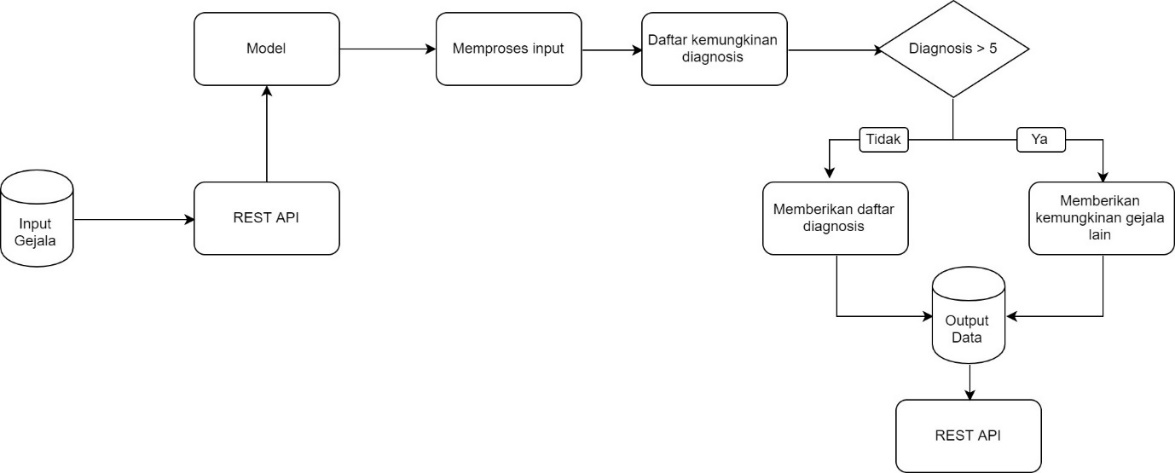 Model
Memproses input
Daftar kemungkinan
diagnosis
Diagnosis > 5
Tidak
Ya
Input
Gejala
REST API
Memberikan daftar
diagnosis
Memberikan
kemungkinan gejala
lain
Output
Data
REST API